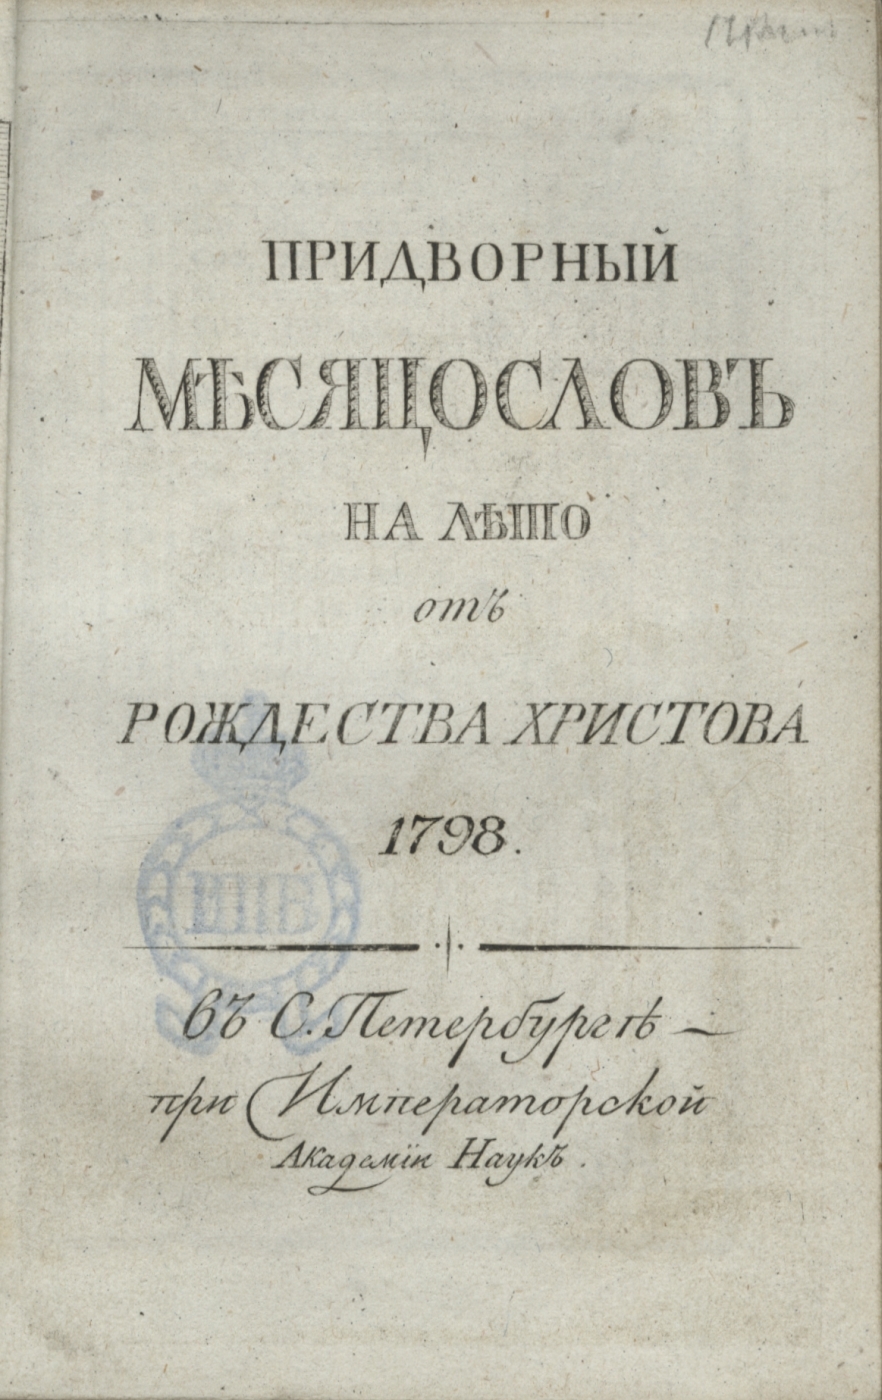 ПРИДВОРНЫЙ
МѢСЯЦОСЛОВЪ
НА ЛѢТО
отъ
РОЖДЕСТВА ХРИСТОВА
1798.
въ С. Петербургѣ
при Императорской
Академіи Наукъ.